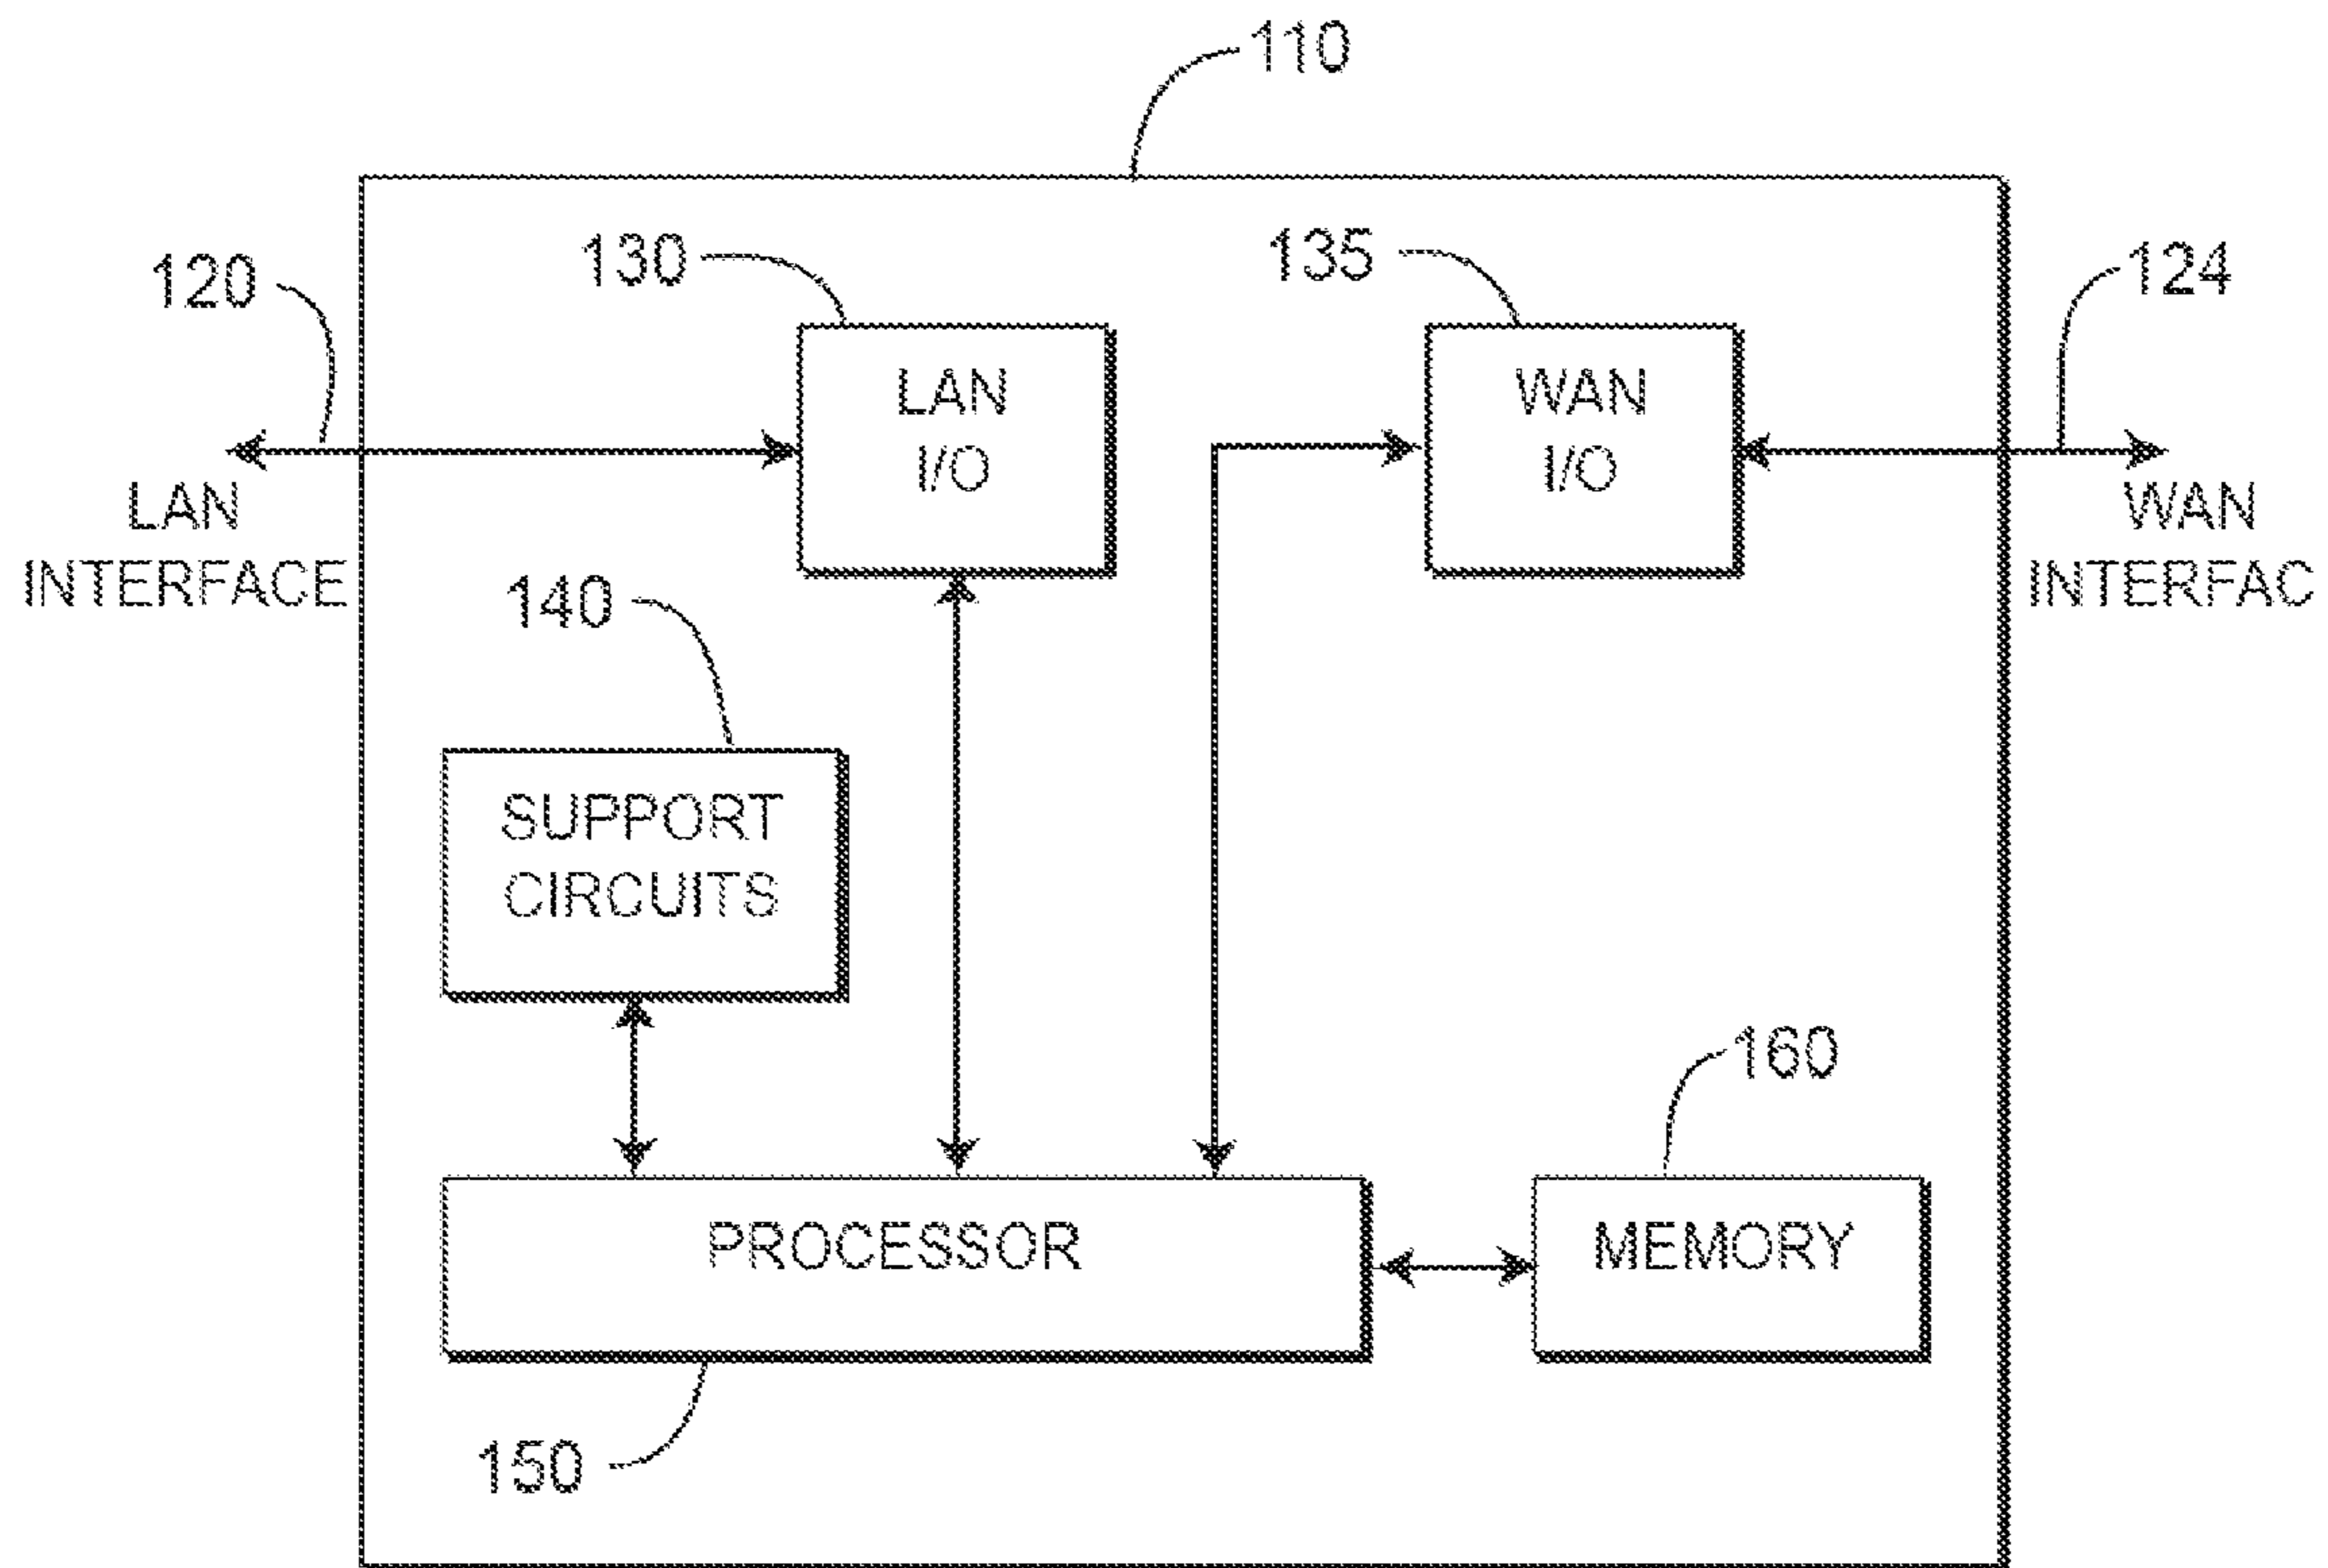 110
130
135
120
124
LAN
I/O
WAN
I/O
LAN
INTERFACE
WAN
INTERFAC
140
SUPPORT
CIRCUITS
160
PROCESSOR
MEMORY
150